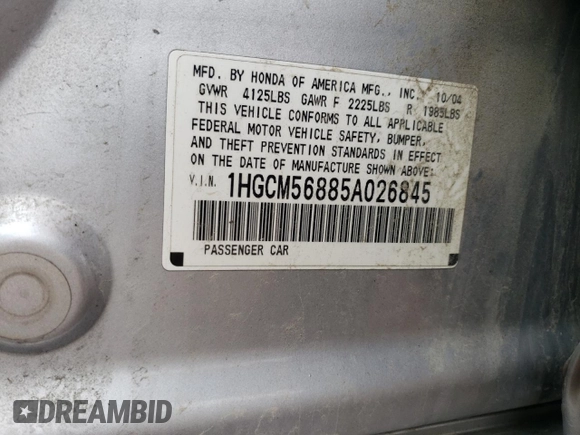 MFD. BY HONDA OF AMERICA MFG., INC. 10/04
GVWR 4125LBS GAWR F 2225LBS R 1985LBS
THIS VEHICLE CONFORMS TO ALL APPLICABLE
FEDERAL MOTOR VEHICLE SAFETY, BUMPER,
AND THEFT PREVENTION STANDARDS IN EFFECT
ON THE DATE OF MANUFACTURE SHOWN ABOVE:
V.I.N. 1HGCM56885A026845
PASSENGER CAR
DREAMBID